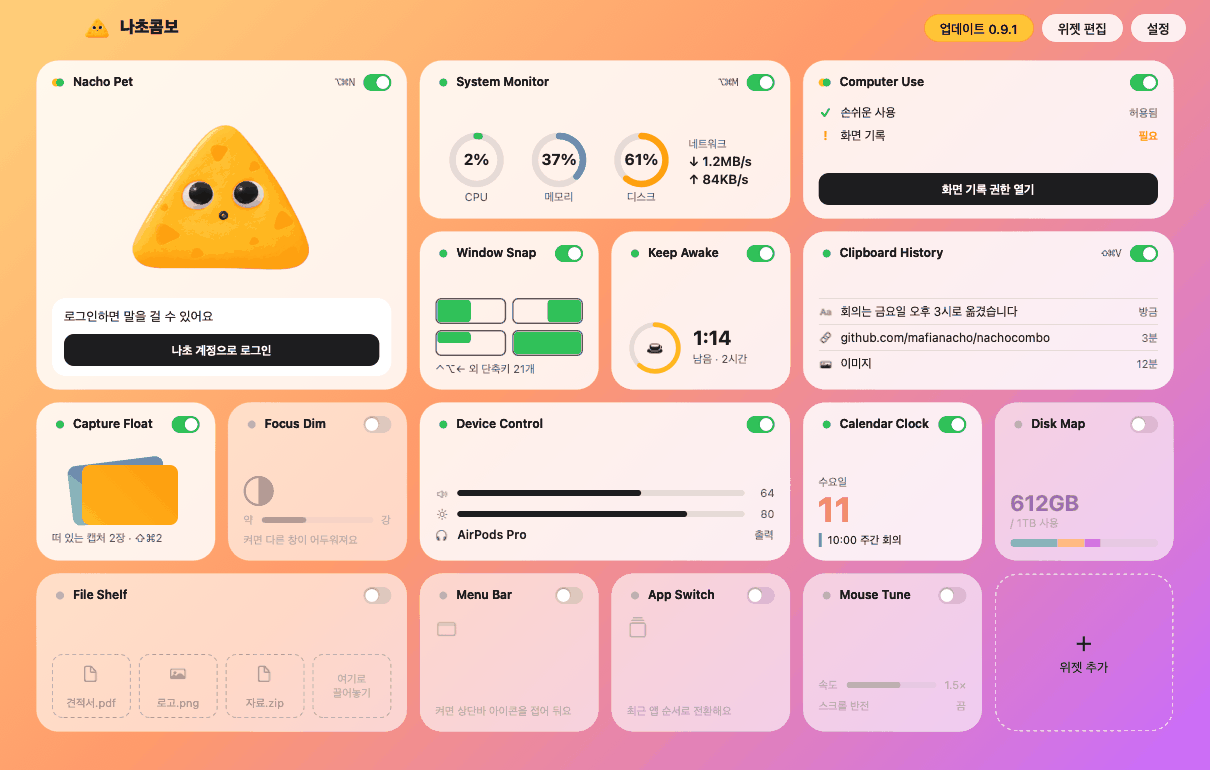 나초콤보
업데이트 0.9.1
위젯 편집
설정
Nacho Pet
⌥⌘N
로그인하면 말을 걸 수 있어요
나초 계정으로 로그인
System Monitor
⌥⌘M
2%
37%
61%
CPU
메모리
디스크
네트워크
↓ 1.2MB/s
↑ 84KB/s
Computer Use
손쉬운 사용
허용됨
! 화면 기록
필요
화면 기록 권한 열기
Window Snap
^⌥← 외 단축키 21개
Keep Awake
1:14
남음 · 2시간
Clipboard History
⇧⌘V
Aa 회의는 금요일 오후 3시로 옮겼습니다
방금
github.com/mafianacho/nachocombo
3분
이미지
12분
Capture Float
떠 있는 캡처 2장 · ⇧⌘2
Focus Dim
약
강
커면 다른 창이 어두워져요
Device Control
64
80
AirPods Pro
출력
Calendar Clock
수요일
11
10:00 주간 회의
Disk Map
612GB
/ 1TB 사용
File Shelf
견적서.pdf
로고.png
자료.zip
여기로
끌어놓기
Menu Bar
커면 상단바 아이콘을 접어 둬요
App Switch
최근 앱 순서로 전환해요
Mouse Tune
속도
1.5×
스크롤 반전
끔
+
위젯 추가